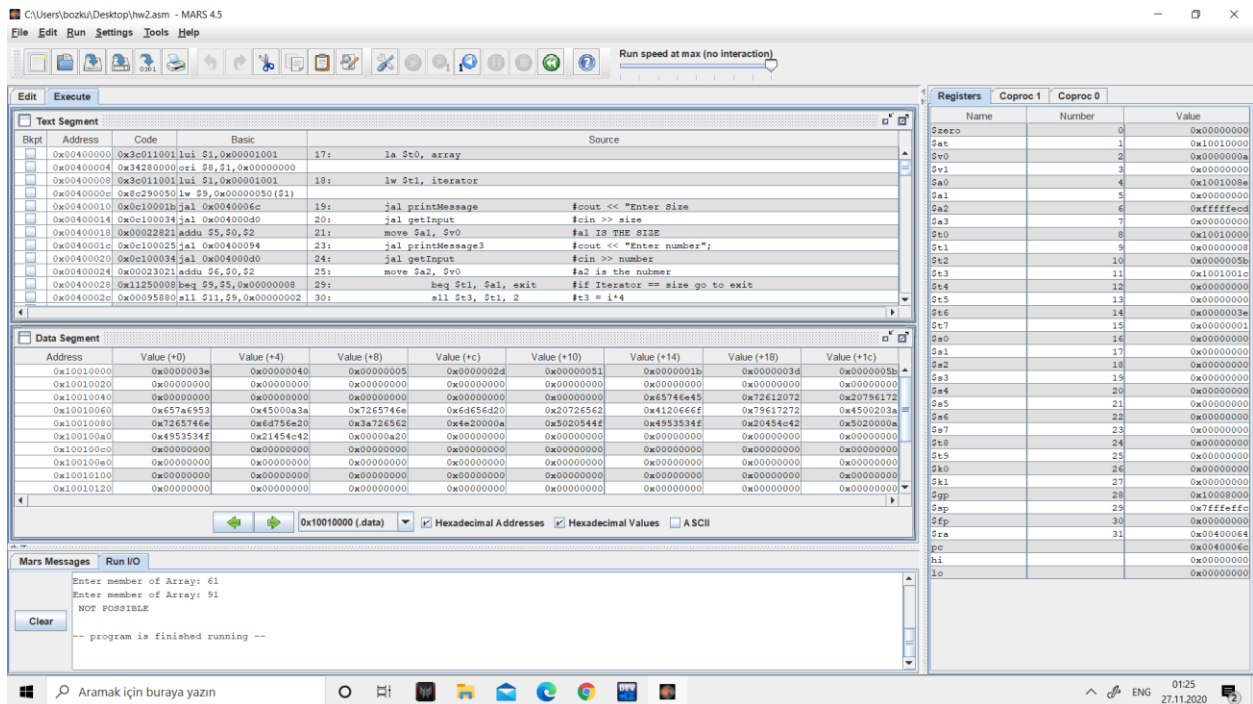 C:\Users\bozku\Desktop\hw2.asm - MARS 4.5
File Edit Run Settings Tools Help
Run speed at max (no interaction)
Edit Execute
Text Segment
Bkpt Address Code Basic Source
0x00400000 0x3c011001 lui $1,0x00001001 17: la $t0, array
0x00400004 0x34280000 ori $8,$1,0x00000000
0x00400008 0x3c011001 lui $1,0x00001001 18: lw $t1, iterator
0x0040000c 0x8c290050 lw $9,0x00000050($1)
0x00400010 0x0c10001b jal 0x0040006c 19: jal printMessage #cout << "Enter Size
0x00400014 0x0c100034 jal 0x004000d0 20: jal getInput #cin >> size
0x00400018 0x00022821 addu $5,$0,$2 21: move $a1, $v0 #a1 IS THE SIZE
0x0040001c 0x0c100025 jal 0x00400094 23: jal printMessage3 #cout << "Enter number";
0x00400020 0x0c100034 jal 0x004000d0 24: jal getInput #cin >> number
0x00400024 0x00023021 addu $6,$0,$2 25: move $a2, $v0 #a2 is the nubmer
0x00400028 0x11250008 beq $9,$5,0x00000008 29: beq $t1, $a1, exit #if Iterator == size go to exit
0x0040002c 0x00095880 sll $11,$9,0x00000002 30: sll $t3, $t1, 2 #t3 = i*4
Data Segment
Address Value (+0) Value (+4) Value (+8) Value (+c) Value (+10) Value (+14) Value (+18) Value (+1c)
0x10010000 0x0000003e 0x00000040 0x00000005 0x0000002d 0x00000051 0x0000001b 0x0000003d 0x0000005b
0x10010020 0x00000000 0x00000000 0x00000000 0x00000000 0x00000000 0x00000000 0x00000000 0x00000000
0x10010040 0x00000000 0x00000000 0x00000000 0x00000000 0x00000000 0x65746e45 0x72612072 0x20796172
0x10010060 0x657a6953 0x45000a3a 0x7265746e 0x6d656d20 0x20726562 0x4120666f 0x79617272 0x4500203a
0x10010080 0x7265746e 0x6d756e20 0x3a726562 0x4e20000a 0x5020544f 0x4953534f 0x20454c42 0x5020000a
0x100100a0 0x4953534f 0x21454c42 0x00000a20 0x00000000 0x00000000 0x00000000 0x00000000 0x00000000
0x100100c0 0x00000000 0x00000000 0x00000000 0x00000000 0x00000000 0x00000000 0x00000000 0x00000000
0x100100e0 0x00000000 0x00000000 0x00000000 0x00000000 0x00000000 0x00000000 0x00000000 0x00000000
0x10010100 0x00000000 0x00000000 0x00000000 0x00000000 0x00000000 0x00000000 0x00000000 0x00000000
0x10010120 0x00000000 0x00000000 0x00000000 0x00000000 0x00000000 0x00000000 0x00000000 0x00000000
0x10010000 (.data) Hexadecimal Addresses Hexadecimal Values ASCII
Mars Messages Run I/O
Enter member of Array: 61
Enter member of Array: 91
NOT POSSIBLE
Clear
-- program is finished running --
Registers Coproc 1 Coproc 0
Name Number Value
$zero 0 0x00000000
$at 1 0x10010000
$v0 2 0x0000000a
$v1 3 0x00000000
$a0 4 0x1001008e
$a1 5 0x00000000
$a2 6 0xfffffecd
$a3 7 0x00000000
$t0 8 0x10010000
$t1 9 0x00000008
$t2 10 0x0000005b
$t3 11 0x1001001c
$t4 12 0x00000000
$t5 13 0x00000000
$t6 14 0x0000003e
$t7 15 0x00000001
$s0 16 0x00000000
$s1 17 0x00000000
$s2 18 0x00000000
$s3 19 0x00000000
$s4 20 0x00000000
$s5 21 0x00000000
$s6 22 0x00000000
$s7 23 0x00000000
$t8 24 0x00000000
$t9 25 0x00000000
$k0 26 0x00000000
$k1 27 0x00000000
$gp 28 0x10008000
$sp 29 0x7fffeffc
$fp 30 0x00000000
$ra 31 0x00400064
pc 0x0040006c
hi 0x00000000
lo 0x00000000
Aramak için buraya yazın
DEV
ENG
01:25
27.11.2020
2